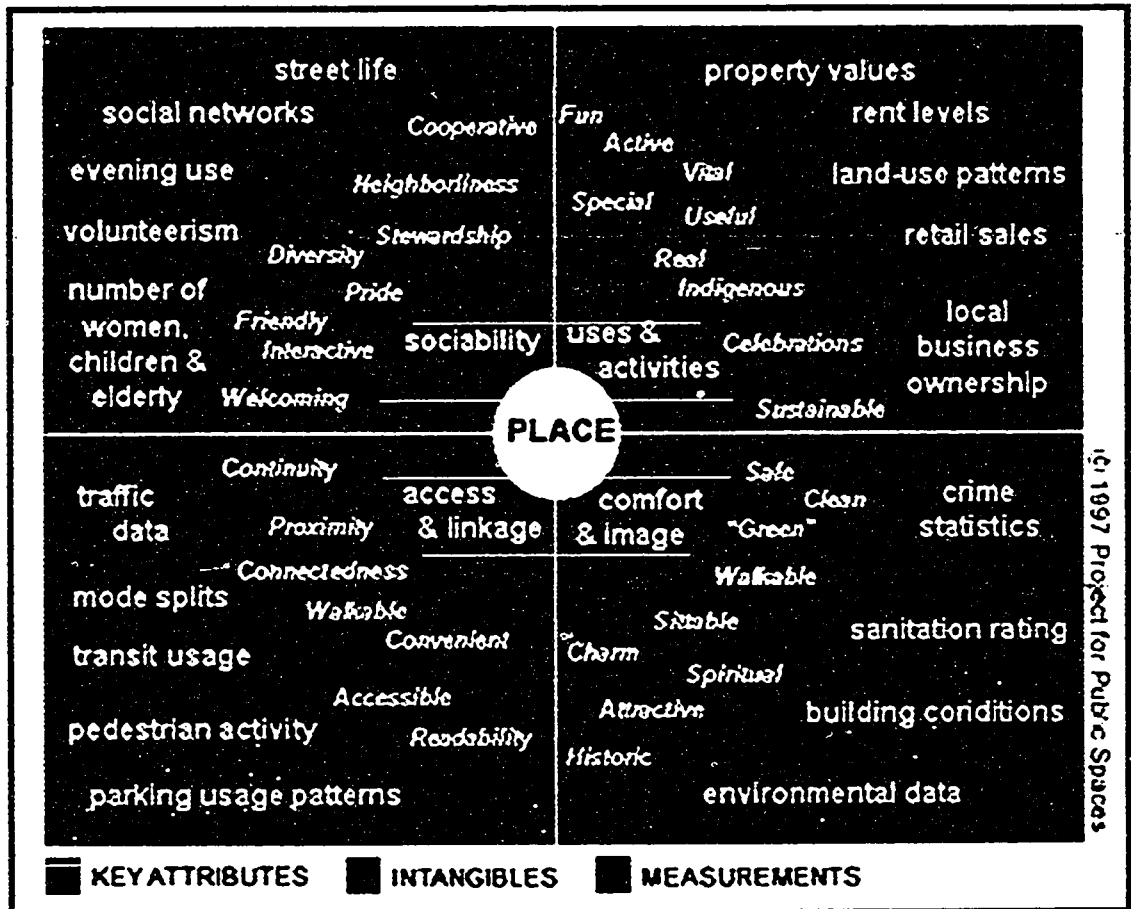 street life
social networks
Cooperative
evening use
Neighborliness
volunteerism
Stewardship
Diversity
number of
women,
children &
elderly
Pride
Friendly
Interactive
Welcoming
sociability
property values
Fun
rent levels
Active
Vital
land-use patterns
Special
Useful
retail sales
Real
Indigenous
uses &
activities
Celebrations
local
business
ownership
Sustainable
PLACE
Continuity
traffic
data
access
& linkage
Proximity
Connectedness
mode splits
Walkable
Convenient
transit usage
Accessible
pedestrian activity
Readability
parking usage patterns
comfort
& image
Safe
Clean
"Green"
crime
statistics
Walkable
Sittable
sanitation rating
Charm
Spiritual
Attractive
building conditions
Historic
environmental data
(c) 1997 Project for Public Spaces
KEY ATTRIBUTES
INTANGIBLES
MEASUREMENTS